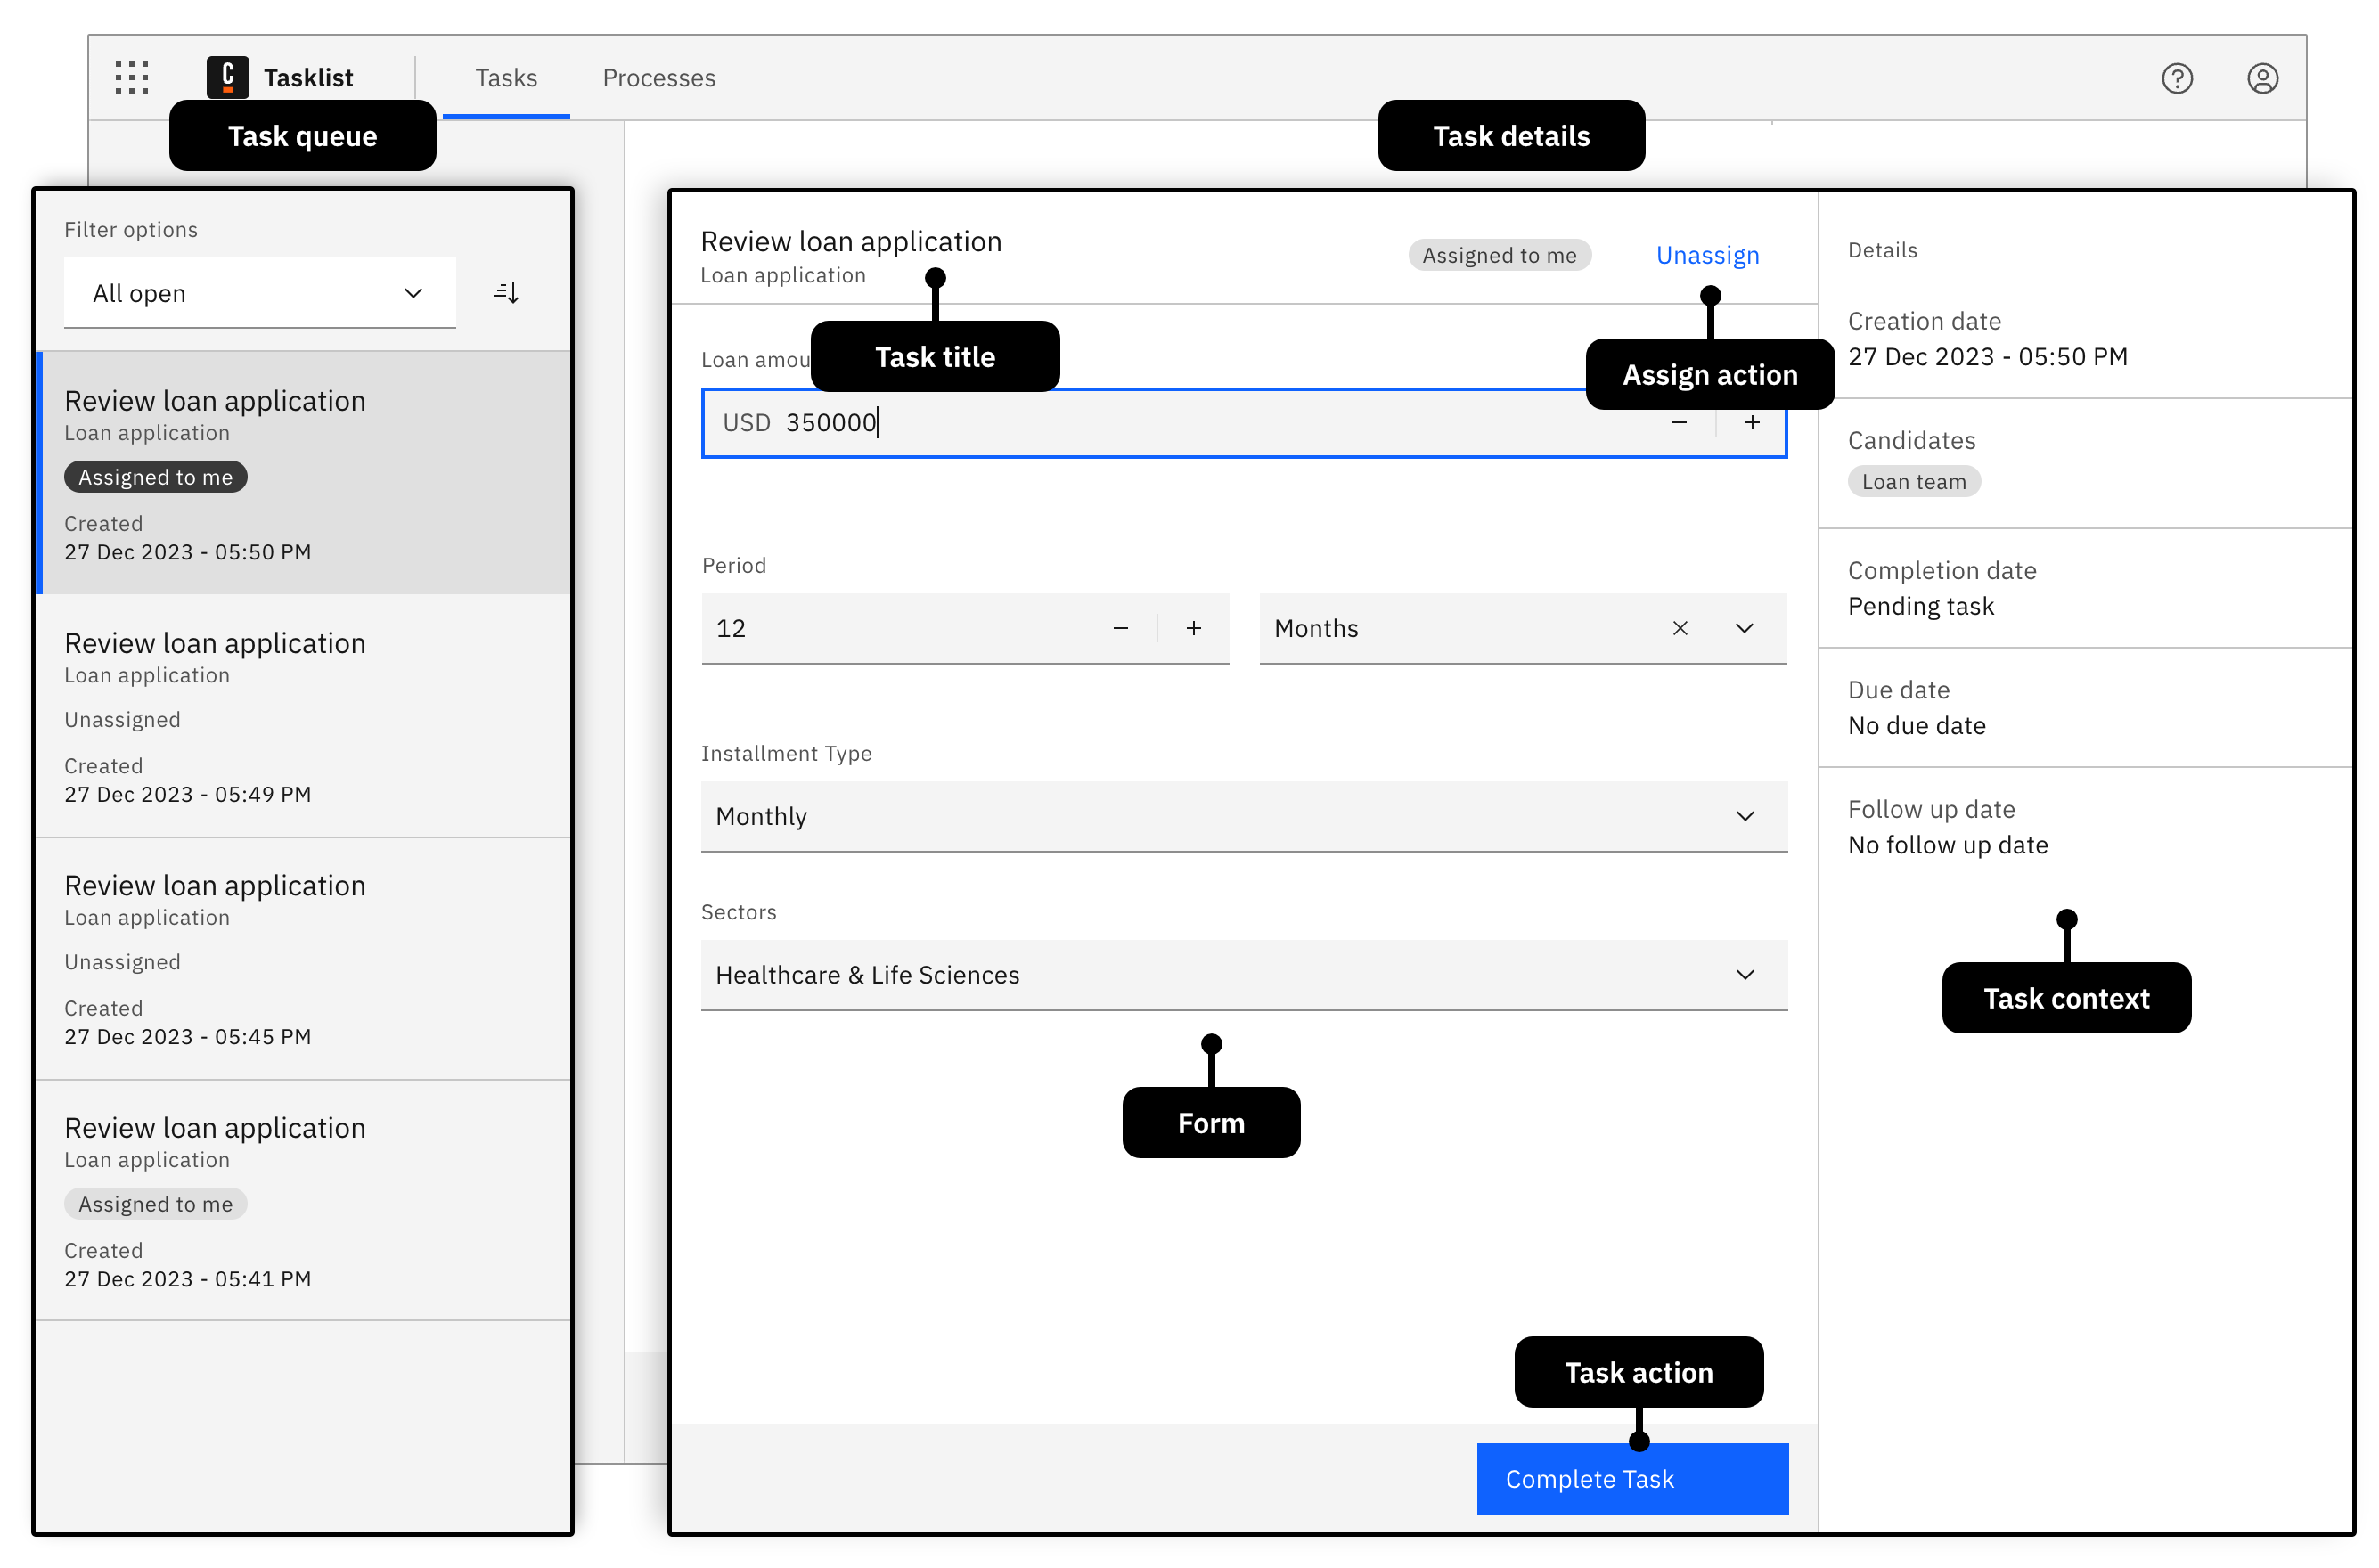 C
Tasklist
Tasks
Processes
Task queue
Task details
Filter options
All open
Review loan application
Loan application
Assigned to me
Created
27 Dec 2023 - 05:50 PM
Review loan application
Loan application
Unassigned
Created
27 Dec 2023 - 05:49 PM
Review loan application
Loan application
Unassigned
Created
27 Dec 2023 - 05:45 PM
Review loan application
Loan application
Assigned to me
Created
27 Dec 2023 - 05:41 PM
Review loan application
Loan application
Assigned to me
Unassign
Task title
Assign action
Loan amou
USD 350000
Period
12
Months
Installment Type
Monthly
Sectors
Healthcare & Life Sciences
Form
Task action
Complete Task
Details
Creation date
27 Dec 2023 - 05:50 PM
Candidates
Loan team
Completion date
Pending task
Due date
No due date
Follow up date
No follow up date
Task context